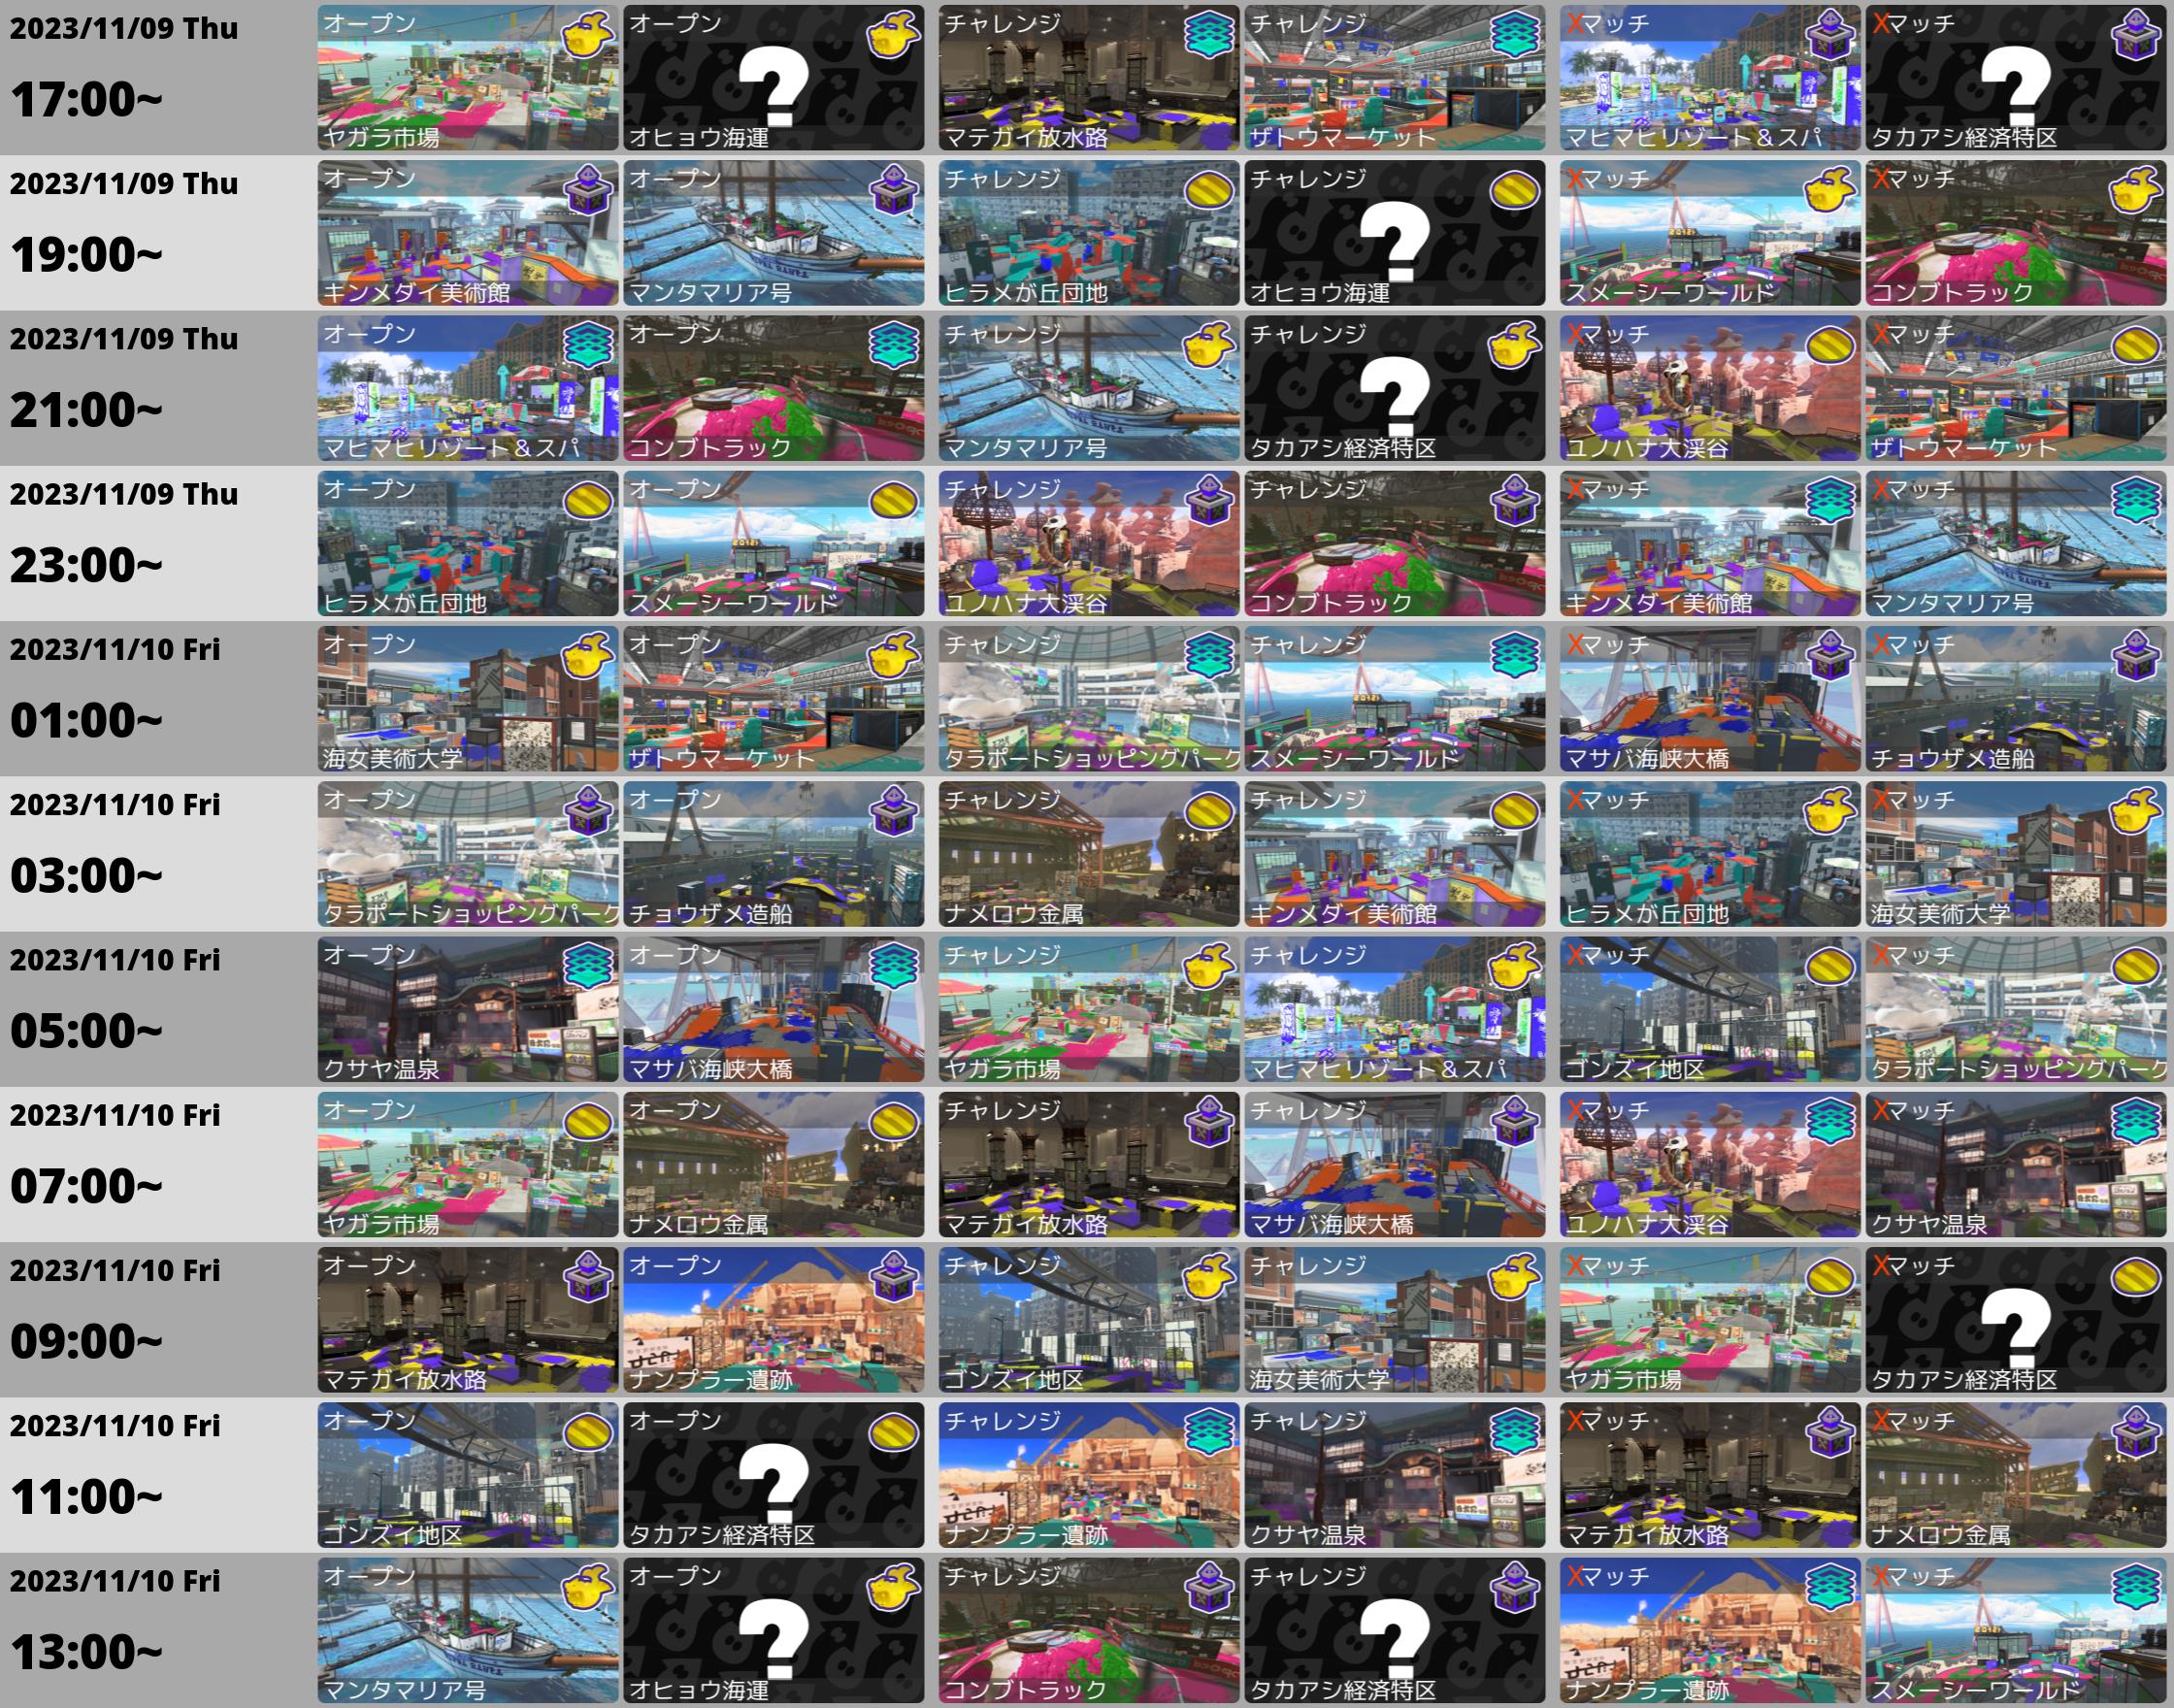 2023/11/09 Thu
17:00~
オープン
ヤガラ市場
オープン
オヒョウ海運
チャレンジ
マテガイ放水路
チャレンジ
ザトウマーケット
Xマッチ
マヒマヒリゾート&スパ
Xマッチ
タカアシ経済特区
2023/11/09 Thu
19:00~
オープン
キンメダイ美術館
オープン
マンタマリア号
チャレンジ
ヒラメが丘団地
チャレンジ
オヒョウ海運
Xマッチ
スメーシーワールド
Xマッチ
コンブトラック
2023/11/09 Thu
21:00~
オープン
マヒマヒリゾート&スパ
オープン
コンブトラック
チャレンジ
マンタマリア号
チャレンジ
タカアシ経済特区
Xマッチ
ユノハナ大渓谷
Xマッチ
ザトウマーケット
2023/11/09 Thu
23:00~
オープン
ヒラメが丘団地
オープン
スメーシーワールド
チャレンジ
ユノハナ大渓谷
チャレンジ
コンブトラック
Xマッチ
キンメダイ美術館
Xマッチ
マンタマリア号
2023/11/10 Fri
01:00~
オープン
海女美術大学
オープン
ザトウマーケット
チャレンジ
タラポートショッピングパーク
チャレンジ
スメーシーワールド
Xマッチ
マサバ海峡大橋
Xマッチ
チョウザメ造船
2023/11/10 Fri
03:00~
オープン
タラポートショッピングパーク
オープン
チョウザメ造船
チャレンジ
ナメロウ金属
チャレンジ
キンメダイ美術館
Xマッチ
ヒラメが丘団地
Xマッチ
海女美術大学
2023/11/10 Fri
05:00~
オープン
クサヤ温泉
オープン
マサバ海峡大橋
チャレンジ
ヤガラ市場
チャレンジ
マヒマヒリゾート&スパ
Xマッチ
ゴンズイ地区
Xマッチ
タラポートショッピングパーク
2023/11/10 Fri
07:00~
オープン
ヤガラ市場
オープン
ナメロウ金属
チャレンジ
マテガイ放水路
チャレンジ
マサバ海峡大橋
Xマッチ
ユノハナ大渓谷
Xマッチ
クサヤ温泉
2023/11/10 Fri
09:00~
オープン
マテガイ放水路
オープン
ナンプラー遺跡
チャレンジ
ゴンズイ地区
チャレンジ
海女美術大学
Xマッチ
ヤガラ市場
Xマッチ
タカアシ経済特区
2023/11/10 Fri
11:00~
オープン
ゴンズイ地区
オープン
タカアシ経済特区
チャレンジ
ナンプラー遺跡
チャレンジ
クサヤ温泉
Xマッチ
マテガイ放水路
Xマッチ
ナメロウ金属
2023/11/10 Fri
13:00~
オープン
マンタマリア号
オープン
オヒョウ海運
チャレンジ
コンブトラック
チャレンジ
タカアシ経済特区
Xマッチ
ナンプラー遺跡
Xマッチ
スメーシーワールド